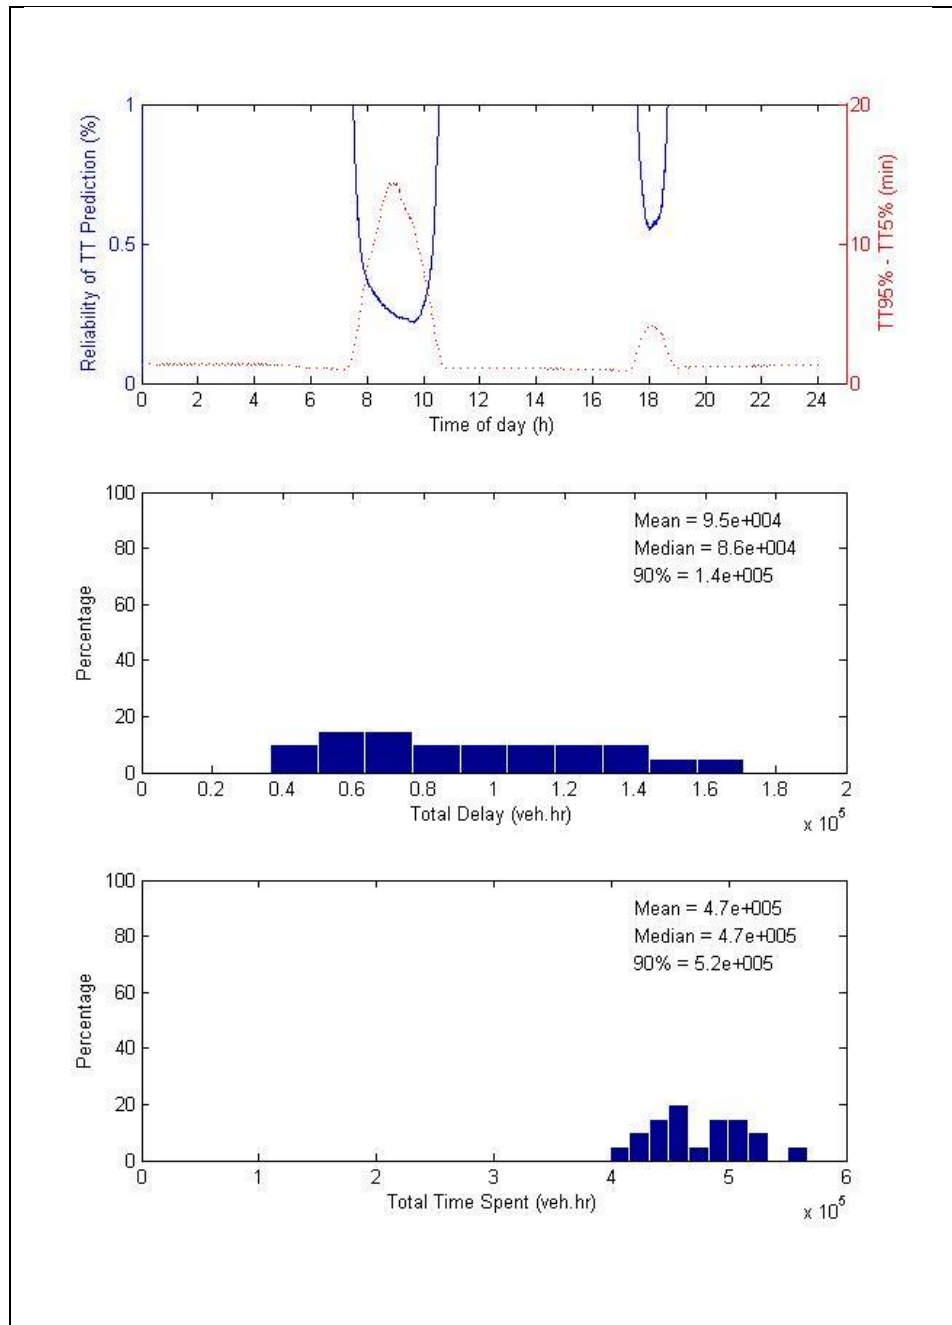 Reliability of TT Prediction (%)
1
0.5
0
20
10
0
TT95% - TT5% (min)
0 2 4 6 8 10 12 14 16 18 20 22 24
Time of day (h)
Percentage
100
80
60
40
20
0
Mean = 9.5e+004
Median = 8.6e+004
90% = 1.4e+005
0 0.2 0.4 0.6 0.8 1 1.2 1.4 1.6 1.8 2
Total Delay (veh.hr)
x 10^5
Percentage
100
80
60
40
20
0
Mean = 4.7e+005
Median = 4.7e+005
90% = 5.2e+005
0 1 2 3 4 5 6
Total Time Spent (veh.hr)
x 10^5